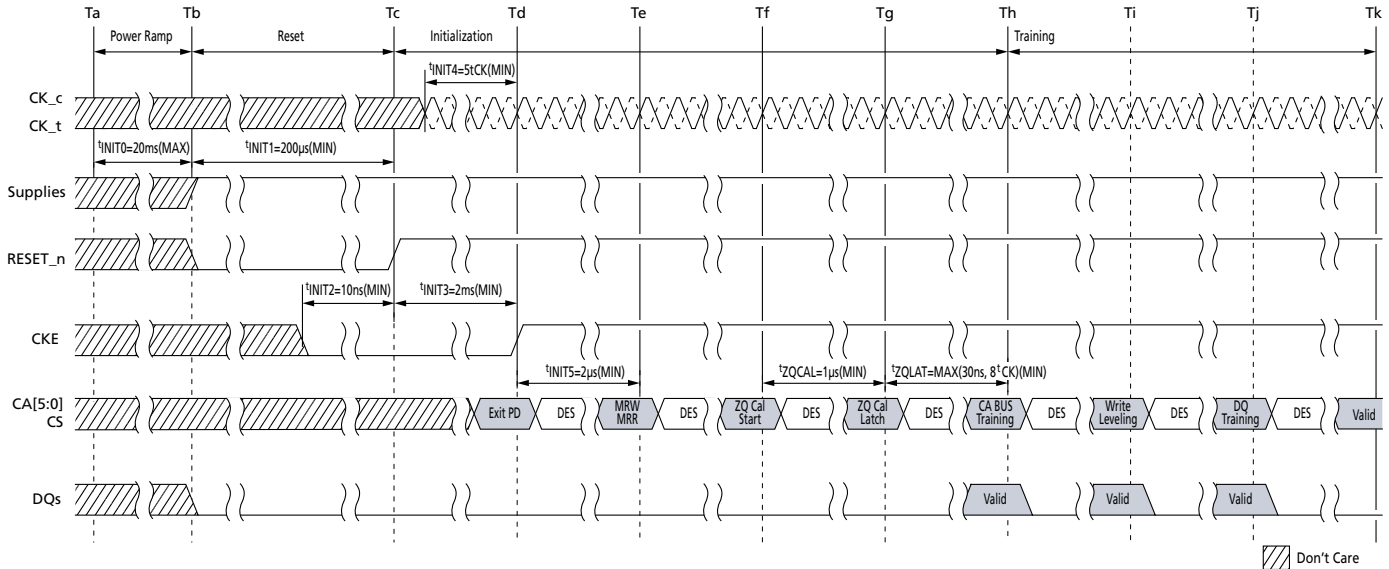 Ta Tb Tc Td Te Tf Tg Th Ti Tj Tk
Power Ramp Reset Initialization Training
tINIT4=5tCK(MIN)
CK_c
CK_t
tINIT0=20ms(MAX) tINIT1=200μs(MIN)
Supplies
RESET_n
tINIT2=10ns(MIN) tINIT3=2ms(MIN)
CKE
tINIT5=2μs(MIN) tZQCAL=1μs(MIN) tZQLAT=MAX(30ns, 8tCK)(MIN)
CA[5:0]
CS
Exit PD DES MRW MRR DES ZQ Cal Start DES ZQ Cal Latch DES CA BUS Training DES Write Leveling DES DQ Training DES Valid
DQs Valid Valid Valid
Don't Care